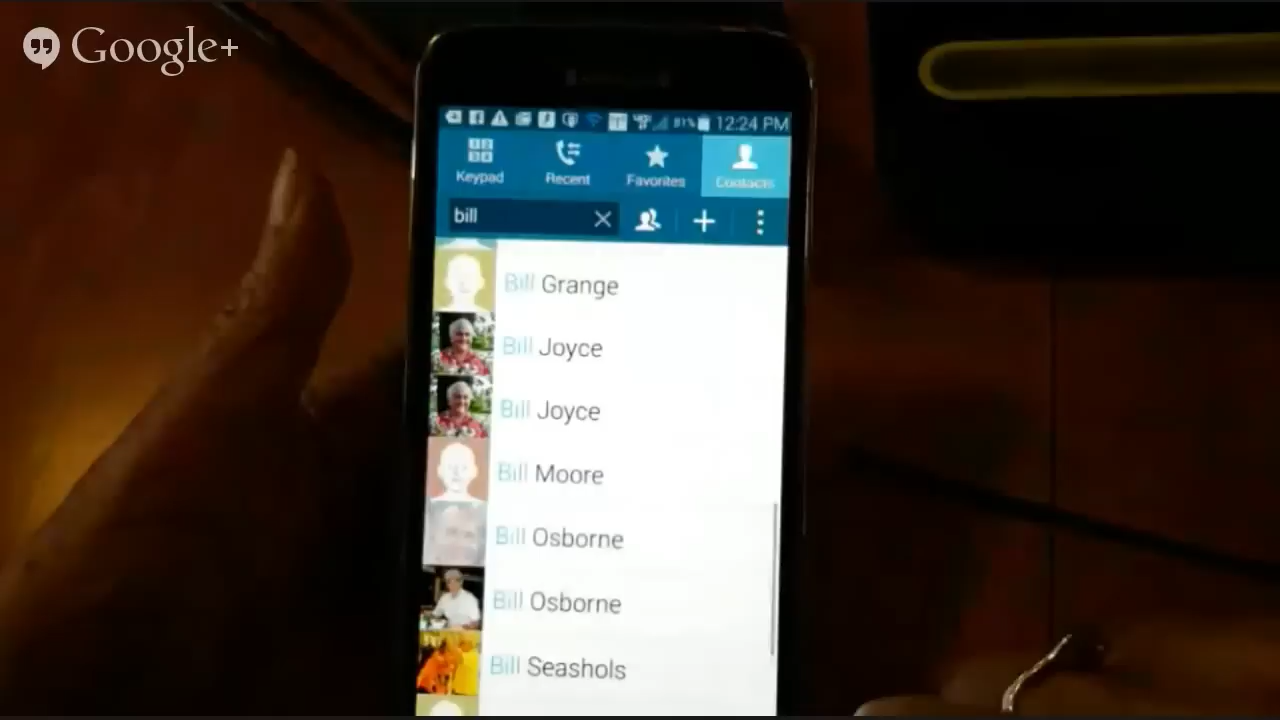 Google+
12:24 PM
Keypad
Recent
Favorites
Contacts
bill
Bill Grange
Bill Joyce
Bill Joyce
Bill Moore
Bill Osborne
Bill Osborne
Bill Seashols